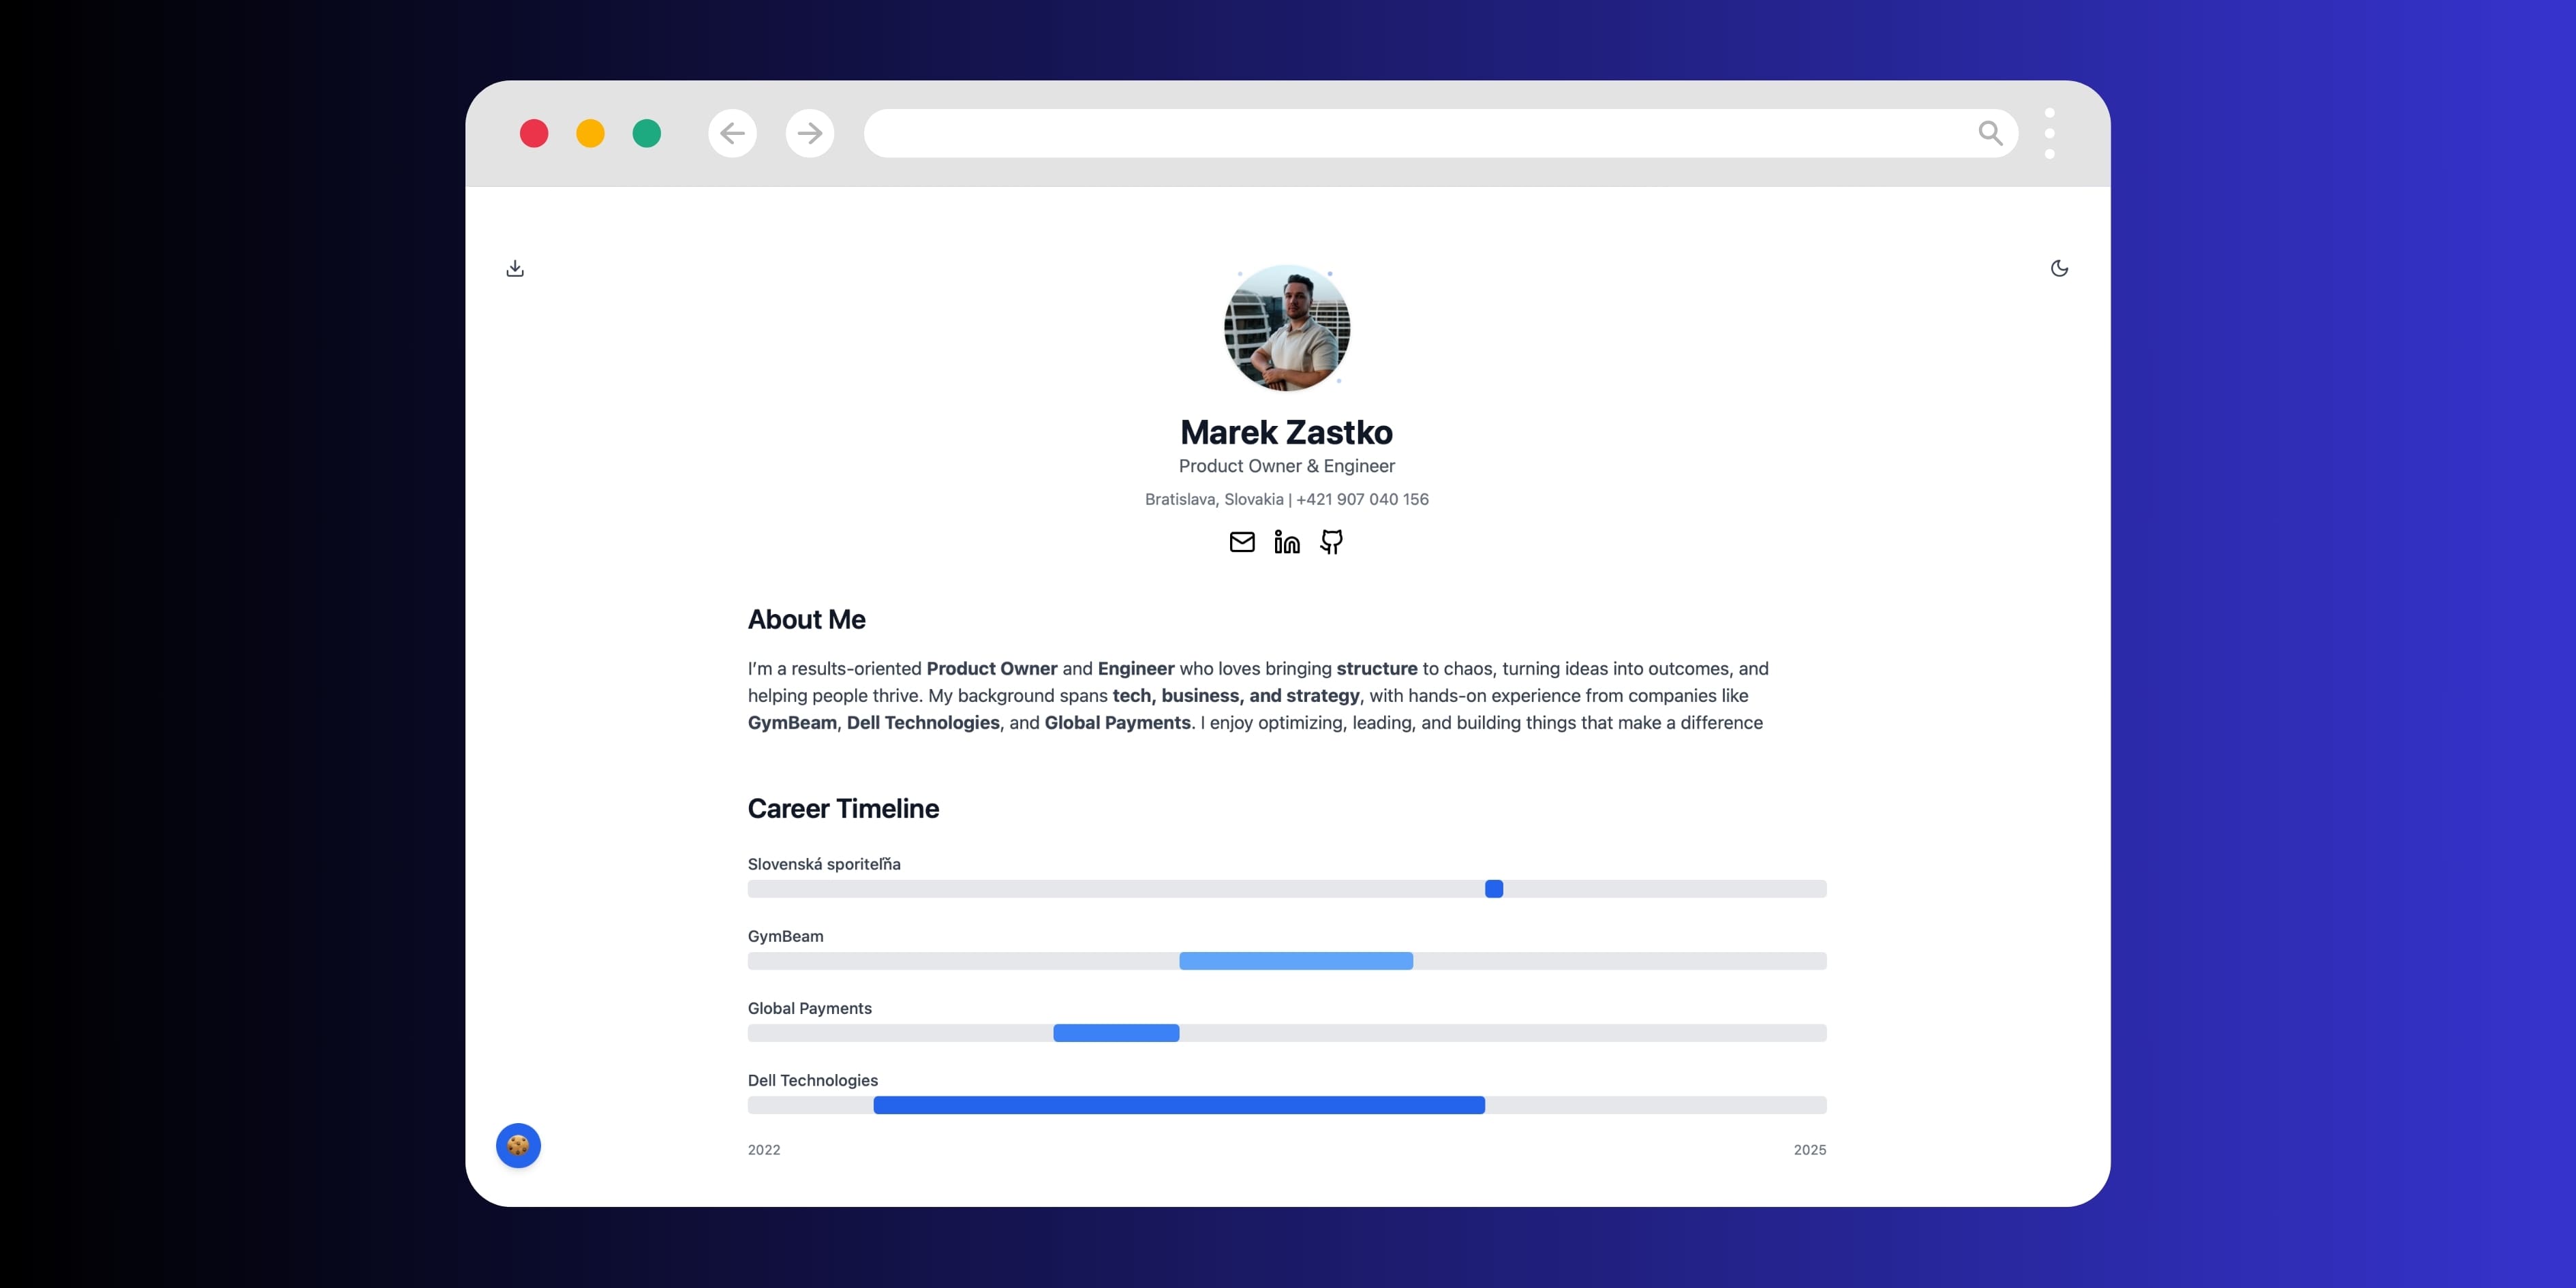 Marek Zastko
Product Owner & Engineer
Bratislava, Slovakia | +421 907 040 156
About Me
I'm a results-oriented Product Owner and Engineer who loves bringing structure to chaos, turning ideas into outcomes, and
helping people thrive. My background spans tech, business, and strategy, with hands-on experience from companies like
GymBeam, Dell Technologies, and Global Payments. I enjoy optimizing, leading, and building things that make a difference
Career Timeline
Slovenská sporiteľňa
GymBeam
Global Payments
Dell Technologies
2022 2025